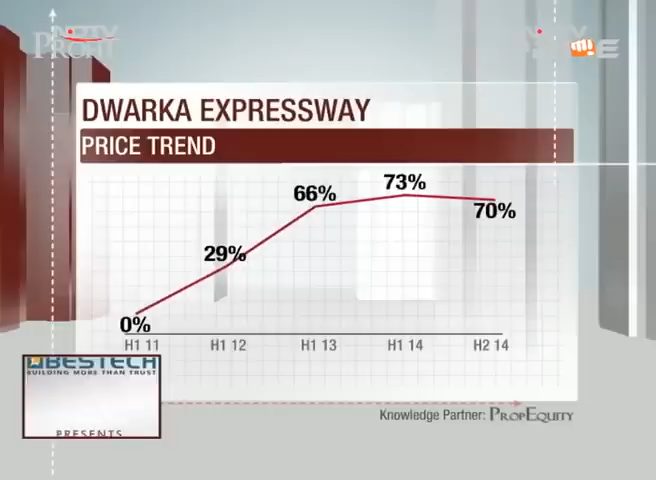 NDTV
PROFIT
DWARKA EXPRESSWAY
PRICE TREND
0%
29%
66%
73%
70%
H1 11
H1 12
H1 13
H1 14
H2 14
BESTECH
BUILDING MORE THAN TRUST
PRESENTS
Knowledge Partner: PROPEQUITY